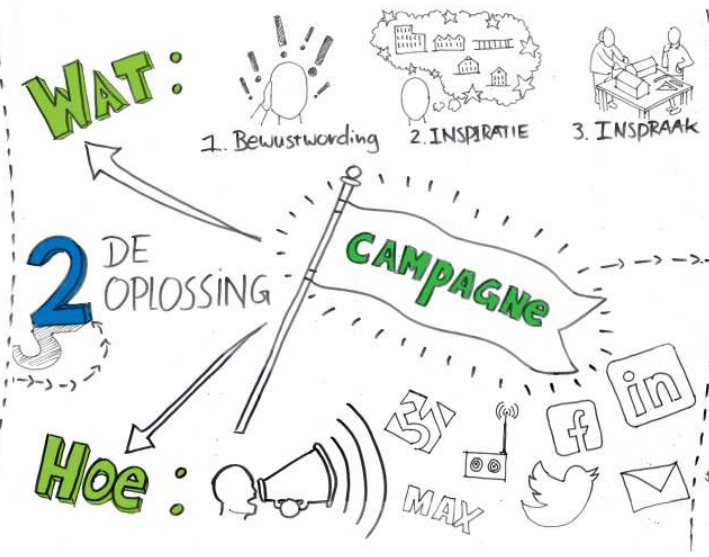 WAT:
1. Bewustwording
2. INSPIRATIE
3. INSPRAAK
2
DE
OPLOSSING
CAMPAGNE
HOe:
MAX
f
in